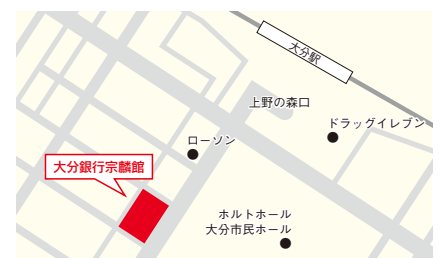 大分駅
上野の森口
ドラッグイレブン
ローソン
大分銀行宗麟館
ホルトホール
大分市民ホール